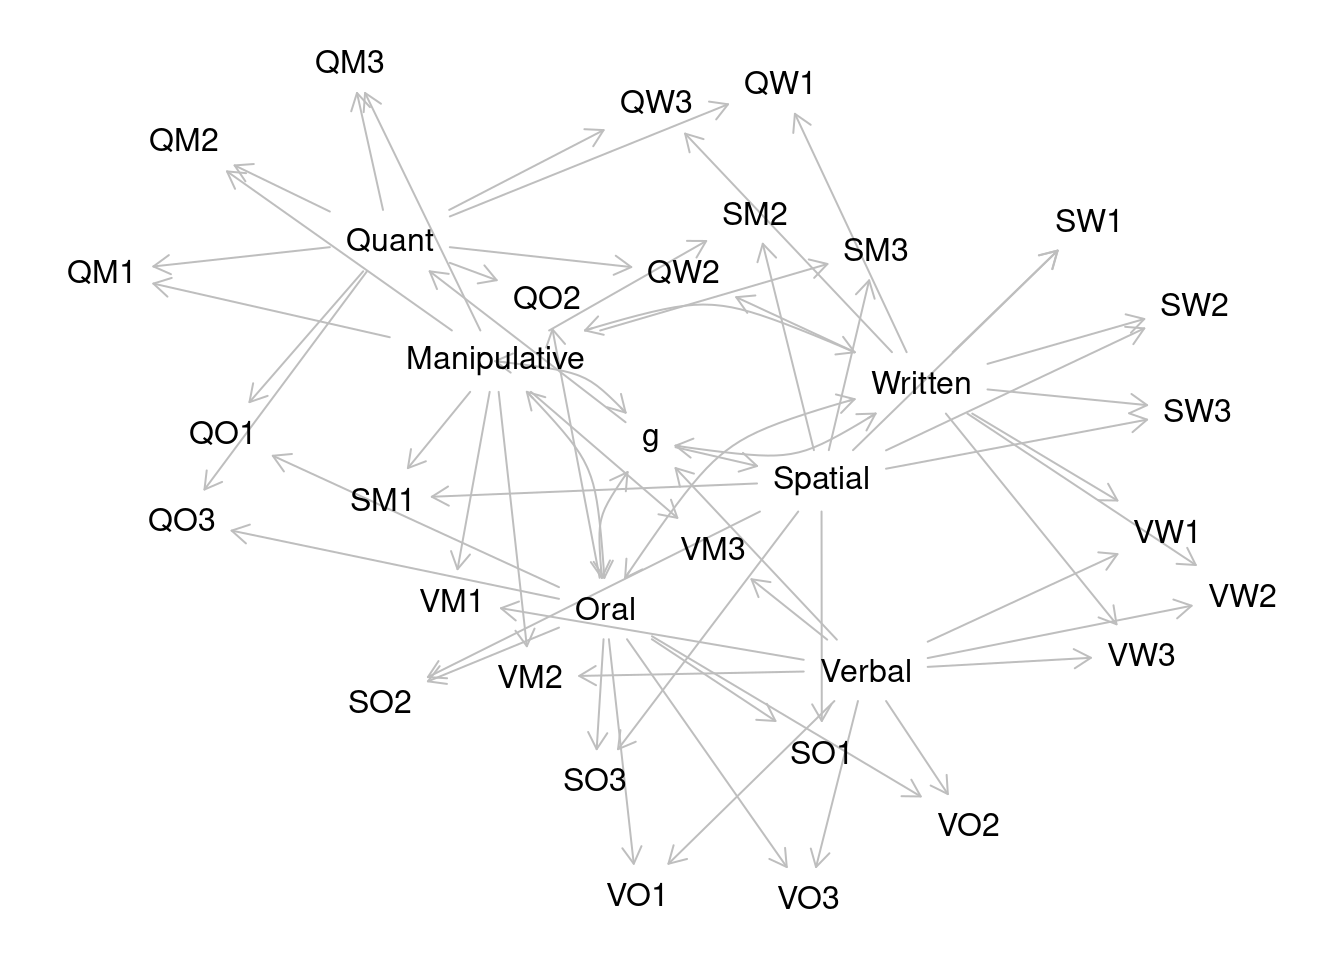 QM3
QW1
QW3
QM2
SM2
SW1
Quant
SM3
QM1
QW2
QO2
SW2
Manipulative
Written
SW3
QO1
g
Spatial
SM1
QO3
VW1
VM3
VW2
VM1
Oral
VW3
Verbal
VM2
SO2
SO1
SO3
VO2
VO1
VO3